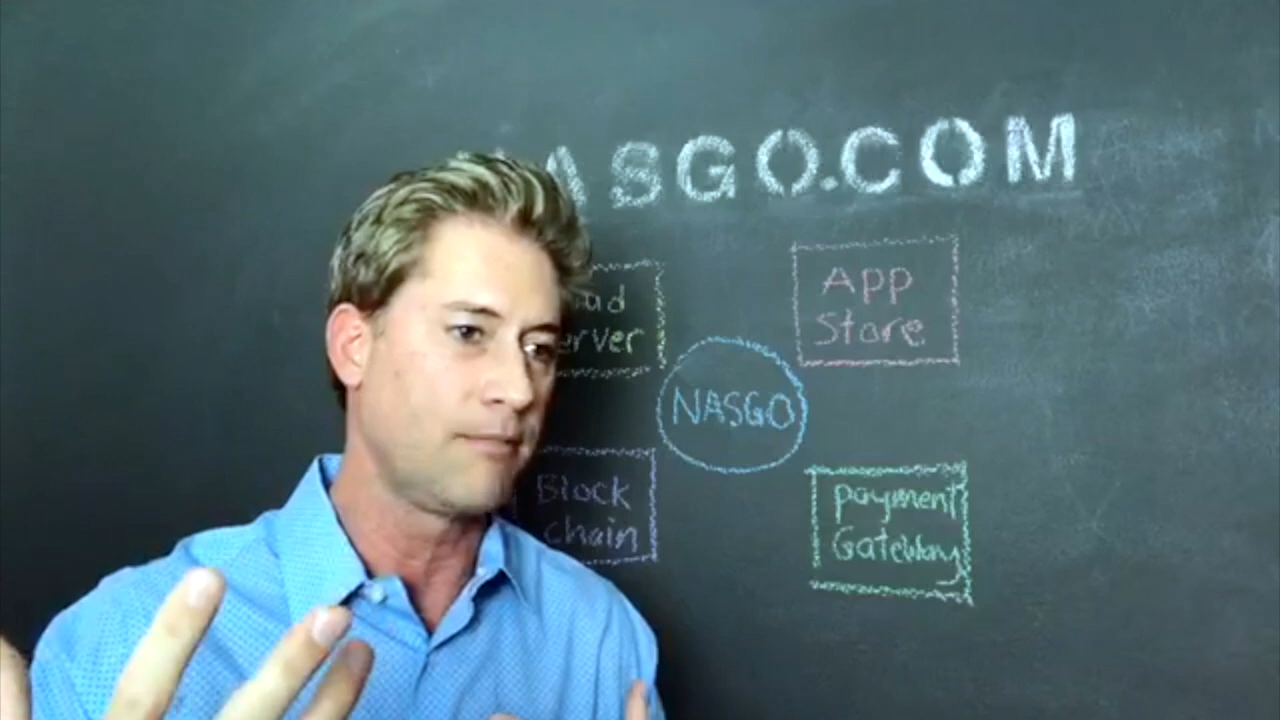 ASGO.COM
App
Store
erver
NASGO
Block
chain
payment
Gateway